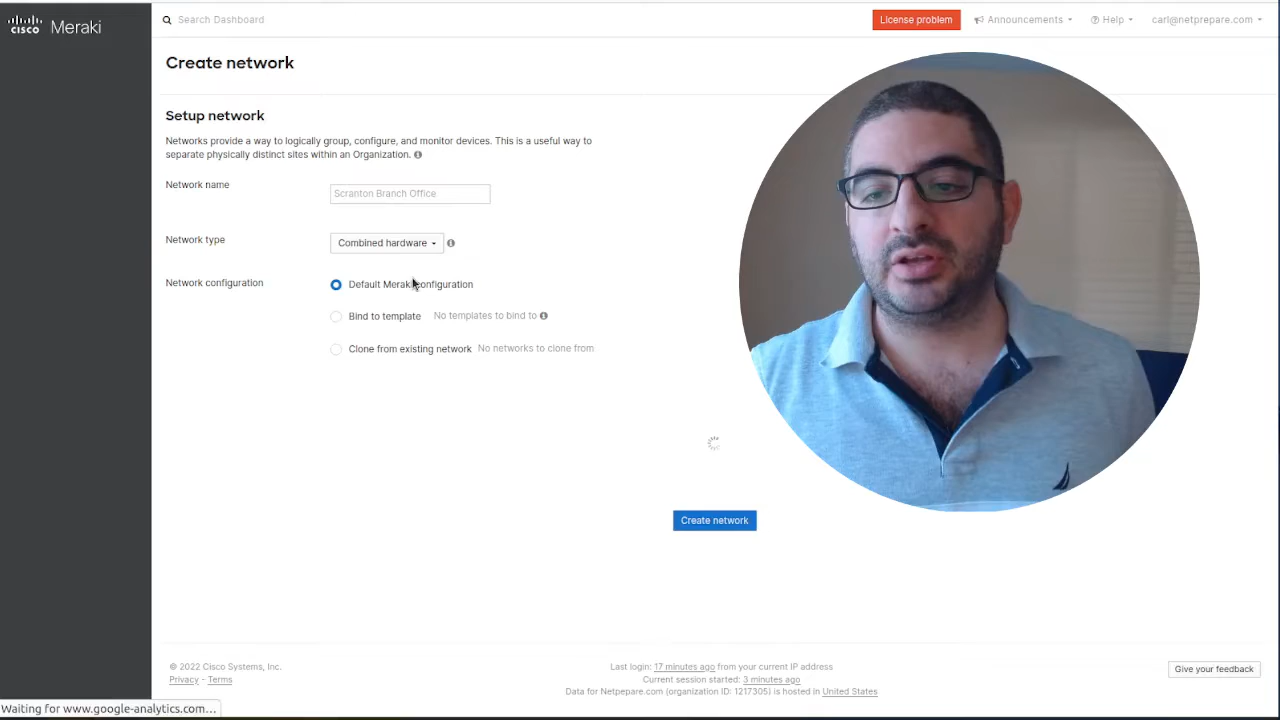 cisco Meraki
Search Dashboard
License problem
Announcements
Help
carl@netprepare.com
Create network
Setup network
Networks provide a way to logically group, configure, and monitor devices. This is a useful way to
separate physically distinct sites within an Organization.
Network name
Scranton Branch Office
Network type
Combined hardware
Network configuration
Default Meraki configuration
Bind to template No templates to bind to
Clone from existing network No networks to clone from
Create network
© 2022 Cisco Systems, Inc.
Privacy - Terms
Last login: 17 minutes ago from your current IP address
Current session started: 3 minutes ago
Data for Netpepare.com (organization ID: 1217305) is hosted in United States
Give your feedback
Waiting for www.google-analytics.com...